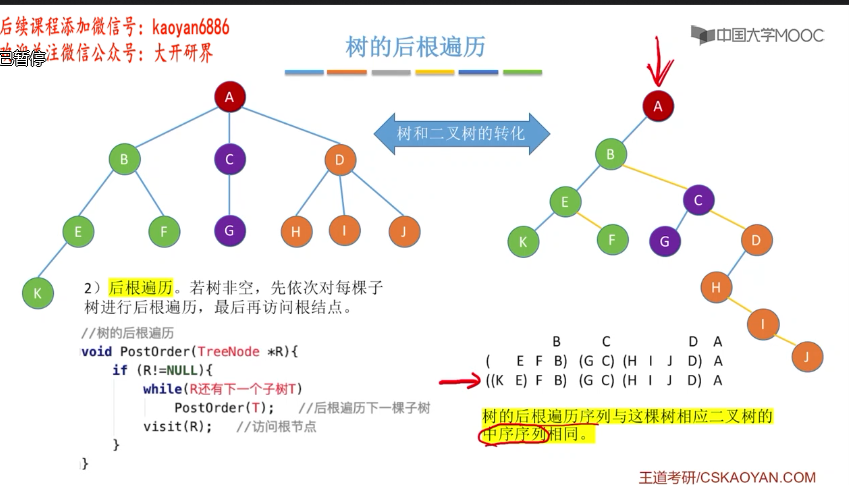 后续课程添加微信号：kaoyan6886
欢迎关注微信公众号：大开研界
已暂停
树的后根遍历
中国大学MOOC
A
B
C
D
E
F
G
H
I
J
K
树和二叉树的转化
A
B
E
C
K
F
G
D
H
I
J
2）后根遍历。若树非空，先依次对每棵子
树进行后根遍历，最后再访问根结点。
//树的后根遍历
void PostOrder(TreeNode *R){
if (R!=NULL){
while(R还有下一个子树T)
PostOrder(T); //后根遍历下一棵子树
visit(R); //访问根节点
}
}
B C D A
( E F B) (G C) (H I J D) A
((K E) F B) (G C) (H I J D) A
树的后根遍历序列与这棵树相应二叉树的
中序序列相同。
王道考研/CSKAOYAN.COM